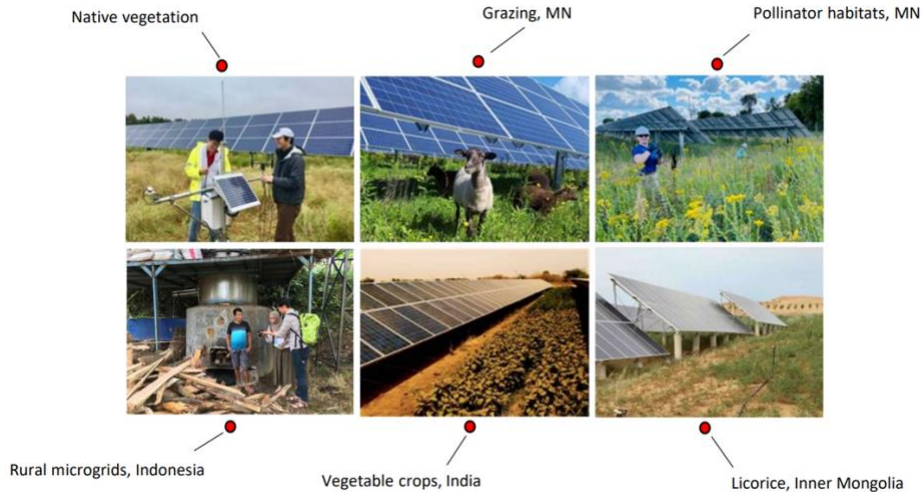 Native vegetation
Grazing, MN
Pollinator habitats, MN
Rural microgrids, Indonesia
Vegetable crops, India
Licorice, Inner Mongolia